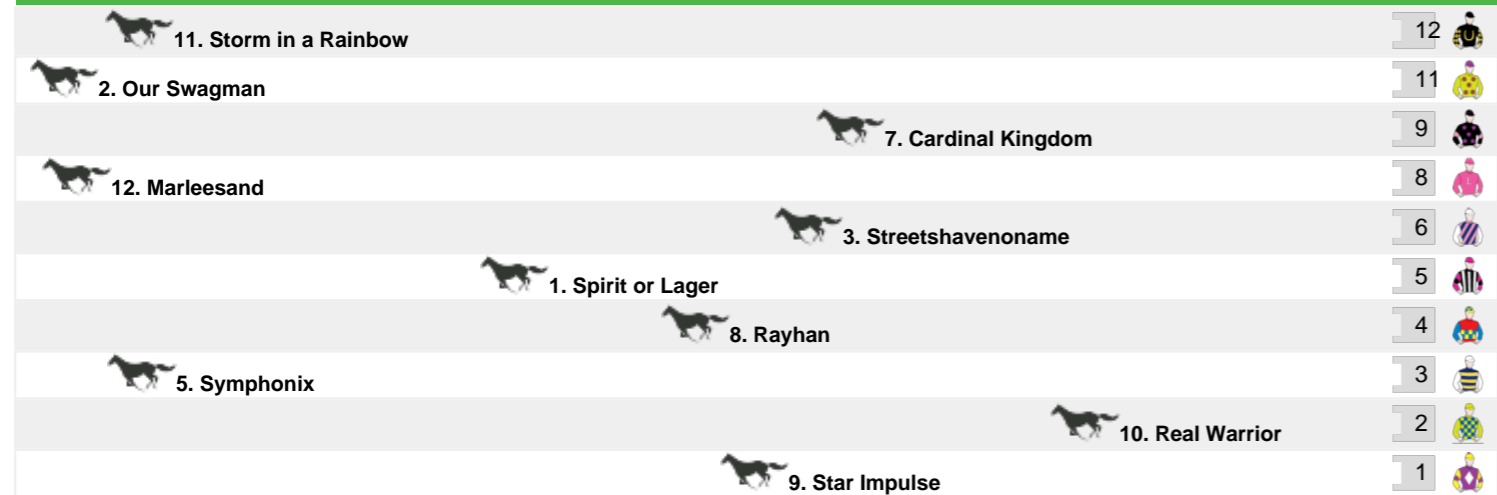 11. Storm in a Rainbow 12
2. Our Swagman 11
7. Cardinal Kingdom 9
12. Marleesand 8
3. Streetshavenoname 6
1. Spirit or Lager 5
8. Rayhan 4
5. Symphonix 3
10. Real Warrior 2
9. Star Impulse 1